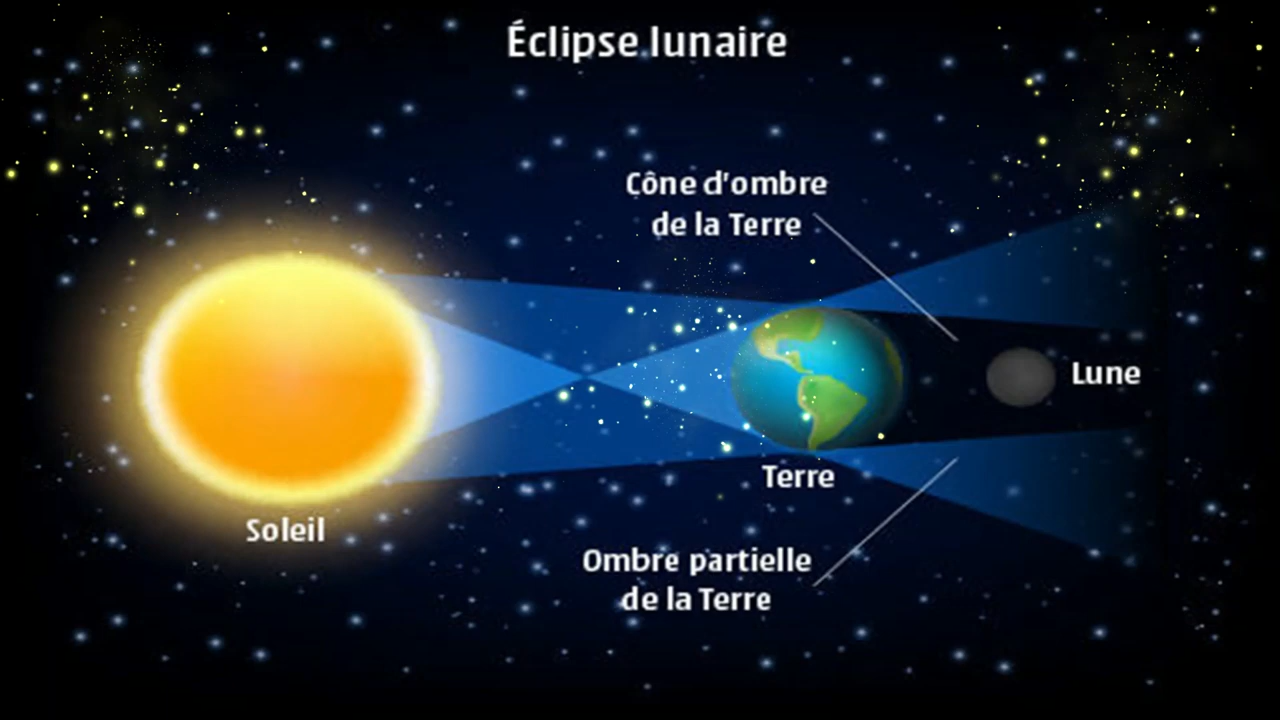 Éclipse lunaire
Cône d'ombre
de la Terre
Lune
Terre
Soleil
Ombre partielle
de la Terre